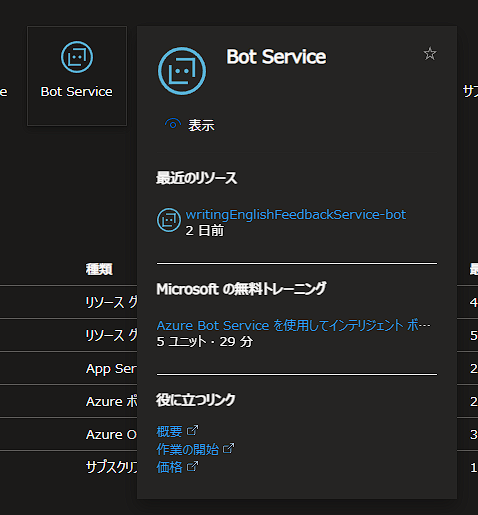 e
Bot Service
Bot Service
サブ
表示
最近のリソース
writingEnglishFeedbackService-bot
2 日前
Microsoft の無料トレーニング
Azure Bot Service を使用してインテリジェント ボ…
5 ユニット・29 分
役に立つリンク
概要
作業の開始
価格
種類
最
リソース グ
4
リソース グ
5
App Ser
2
Azure ボ
2
Azure O
3
サブスクリプ
1